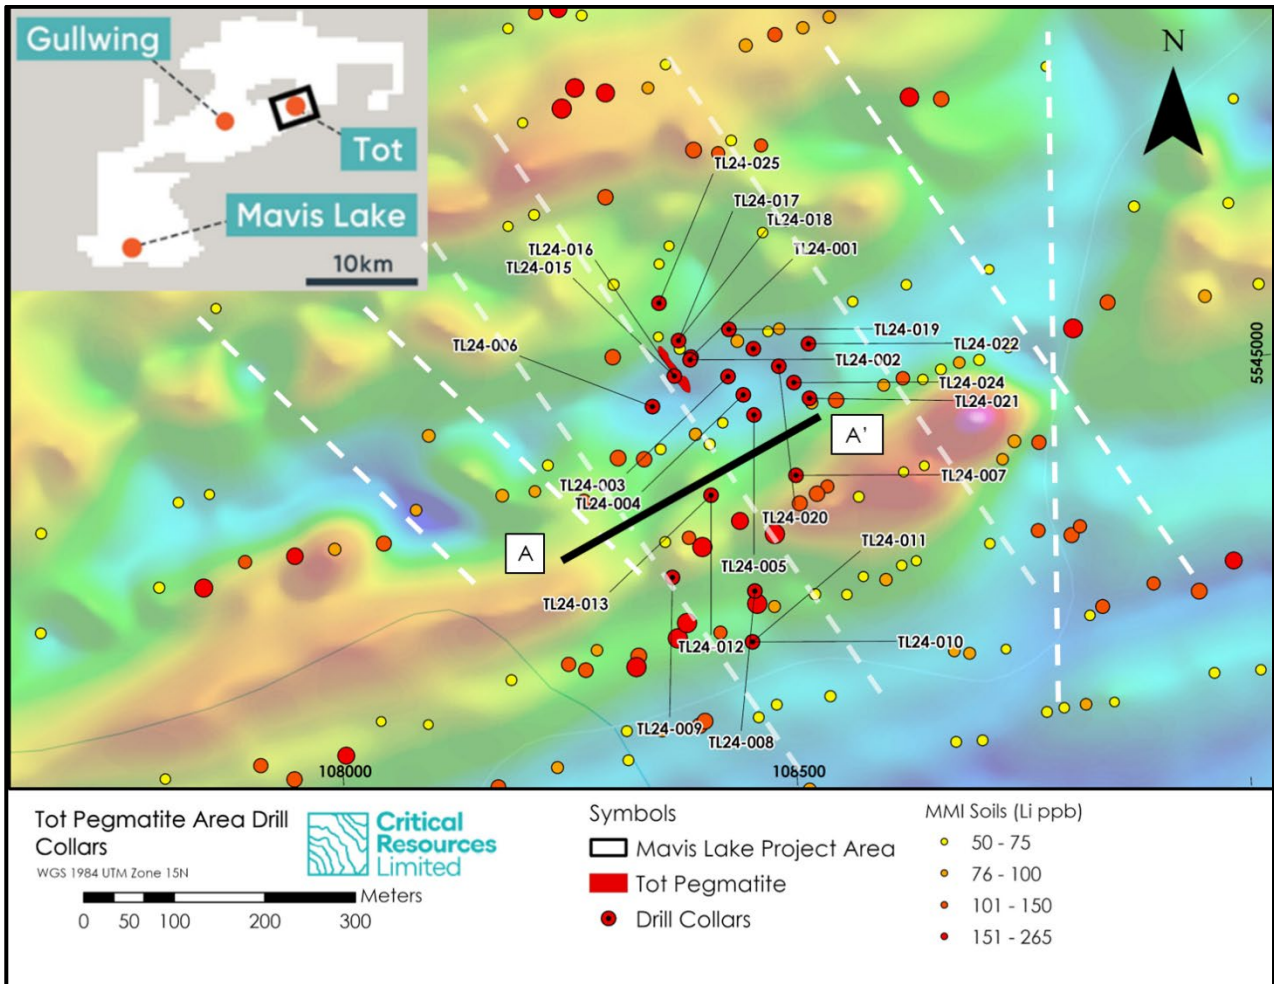 Gullwing
Tot
Mavis Lake
10km
N
TL24-025
TL24-017
TL24-018
TL24-016
TL24-001
TL24-015
TL24-019
TL24-006
TL24-022
TL24-002
5545000
TL24-024
TL24-021
A'
TL24-007
TL24-003
TL24-004
TL24-020
TL24-011
A
TL24-005
TL24-013
TL24-012
TL24-010
TL24-009
TL24-008
108000
108500
Tot Pegmatite Area Drill
Collars
WGS 1984 UTM Zone 15N
Critical
Resources
Limited
Meters
0 50 100 200 300
Symbols
Mavis Lake Project Area
Tot Pegmatite
Drill Collars
MMI Soils (Li ppb)
50 - 75
76 - 100
101 - 150
151 - 265